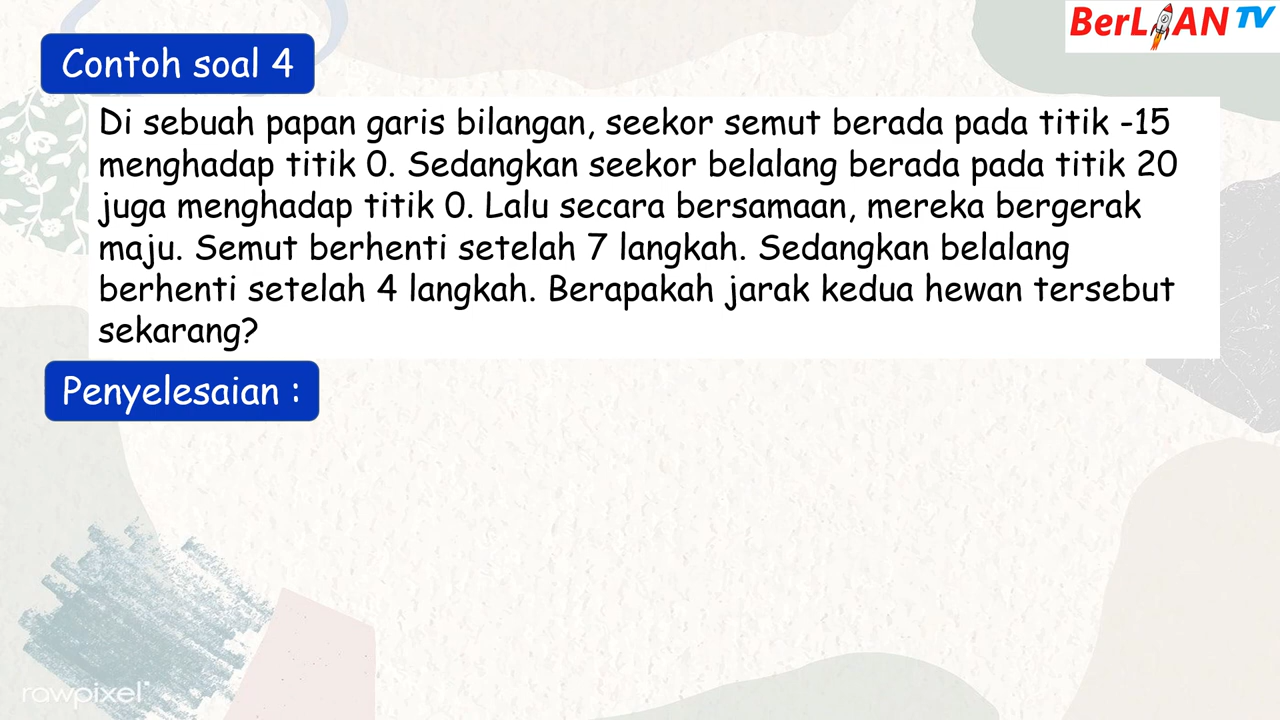 BerLIAN TV
Contoh soal 4
Di sebuah papan garis bilangan, seekor semut berada pada titik -15
menghadap titik 0. Sedangkan seekor belalang berada pada titik 20
juga menghadap titik 0. Lalu secara bersamaan, mereka bergerak
maju. Semut berhenti setelah 7 langkah. Sedangkan belalang
berhenti setelah 4 langkah. Berapakah jarak kedua hewan tersebut
sekarang?
Penyelesaian :
rawpixel